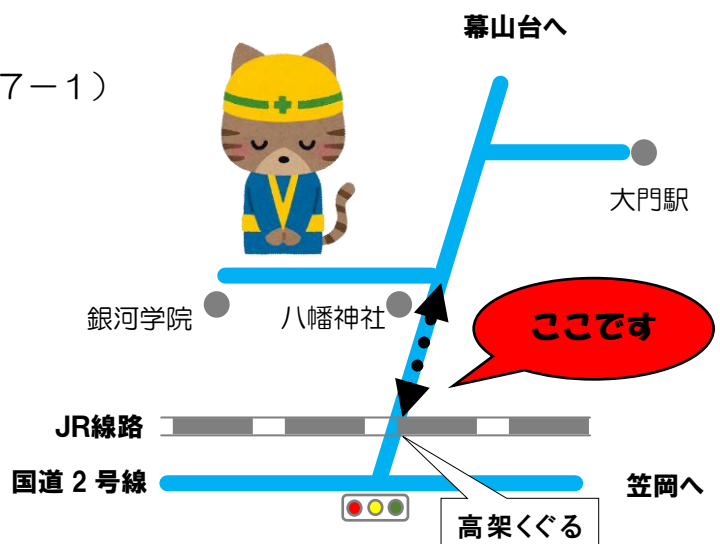 幕山台へ
７－１）
大門駅
銀河学院
八幡神社
ここです
JR線路
国道２号線
笠岡へ
高架くぐる